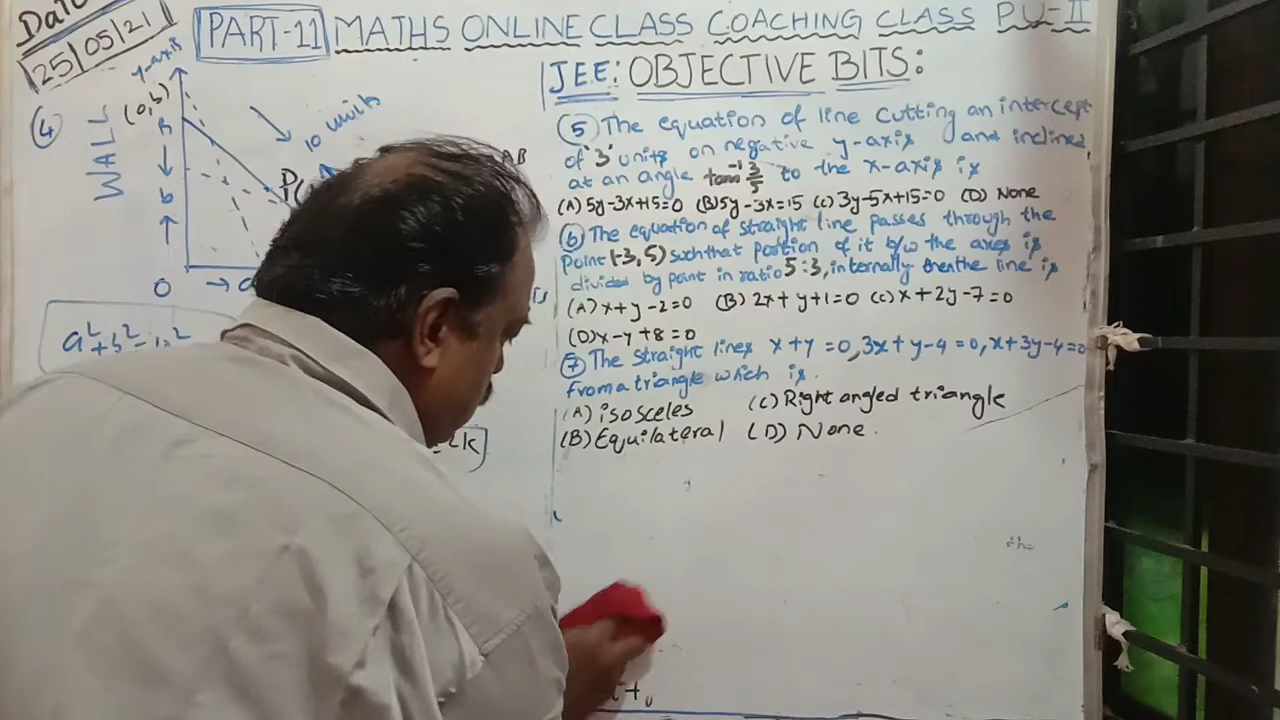 Date
25/05/21
PART-11 MATHS ONLINE CLASS COACHING CLASS P.U-II
JEE: OBJECTIVE BITS:
④
WALL
y-axis
(0,b)
b
O
10 units
AB
a²+b²
⑤ The equation of line cutting an intercept
of '3' units on negative y-axis and inclined
at an angle tan⁻¹ 3/5 to the x-axis is
(A) 5y-3x+15=0 (B) 5y-3x=15 (C) 3y-5x+15=0 (D) None
⑥ The equation of straight line passes through the
point (-3, 5) such that portion of it b/w the axes is
divided by point in ratio 5:3, internally then the line is
(A) x+y-2=0 (B) 2x+y+1=0 (C) x+2y-7=0
(D) x-y+8=0
⑦ The straight lines x+y=0, 3x+y-4=0, x+3y-4=0
from a triangle which is.
(A) isosceles (C) Right angled triangle
(B) Equilateral (D) None.